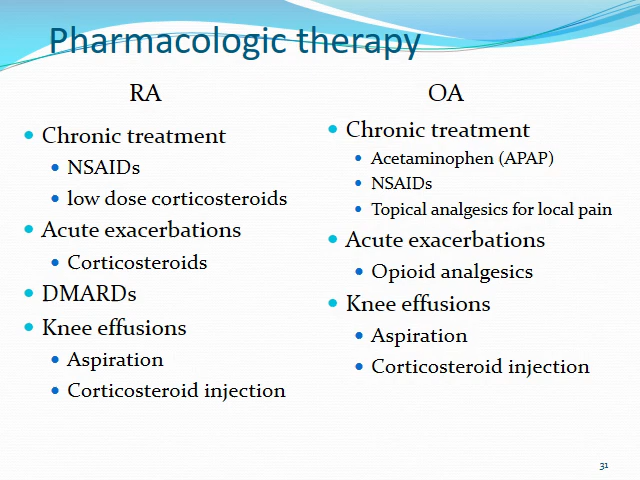 Pharmacologic therapy
RA
• Chronic treatment
• NSAIDs
• low dose corticosteroids
• Acute exacerbations
• Corticosteroids
• DMARDs
• Knee effusions
• Aspiration
• Corticosteroid injection
OA
• Chronic treatment
• Acetaminophen (APAP)
• NSAIDs
• Topical analgesics for local pain
• Acute exacerbations
• Opioid analgesics
• Knee effusions
• Aspiration
• Corticosteroid injection
31